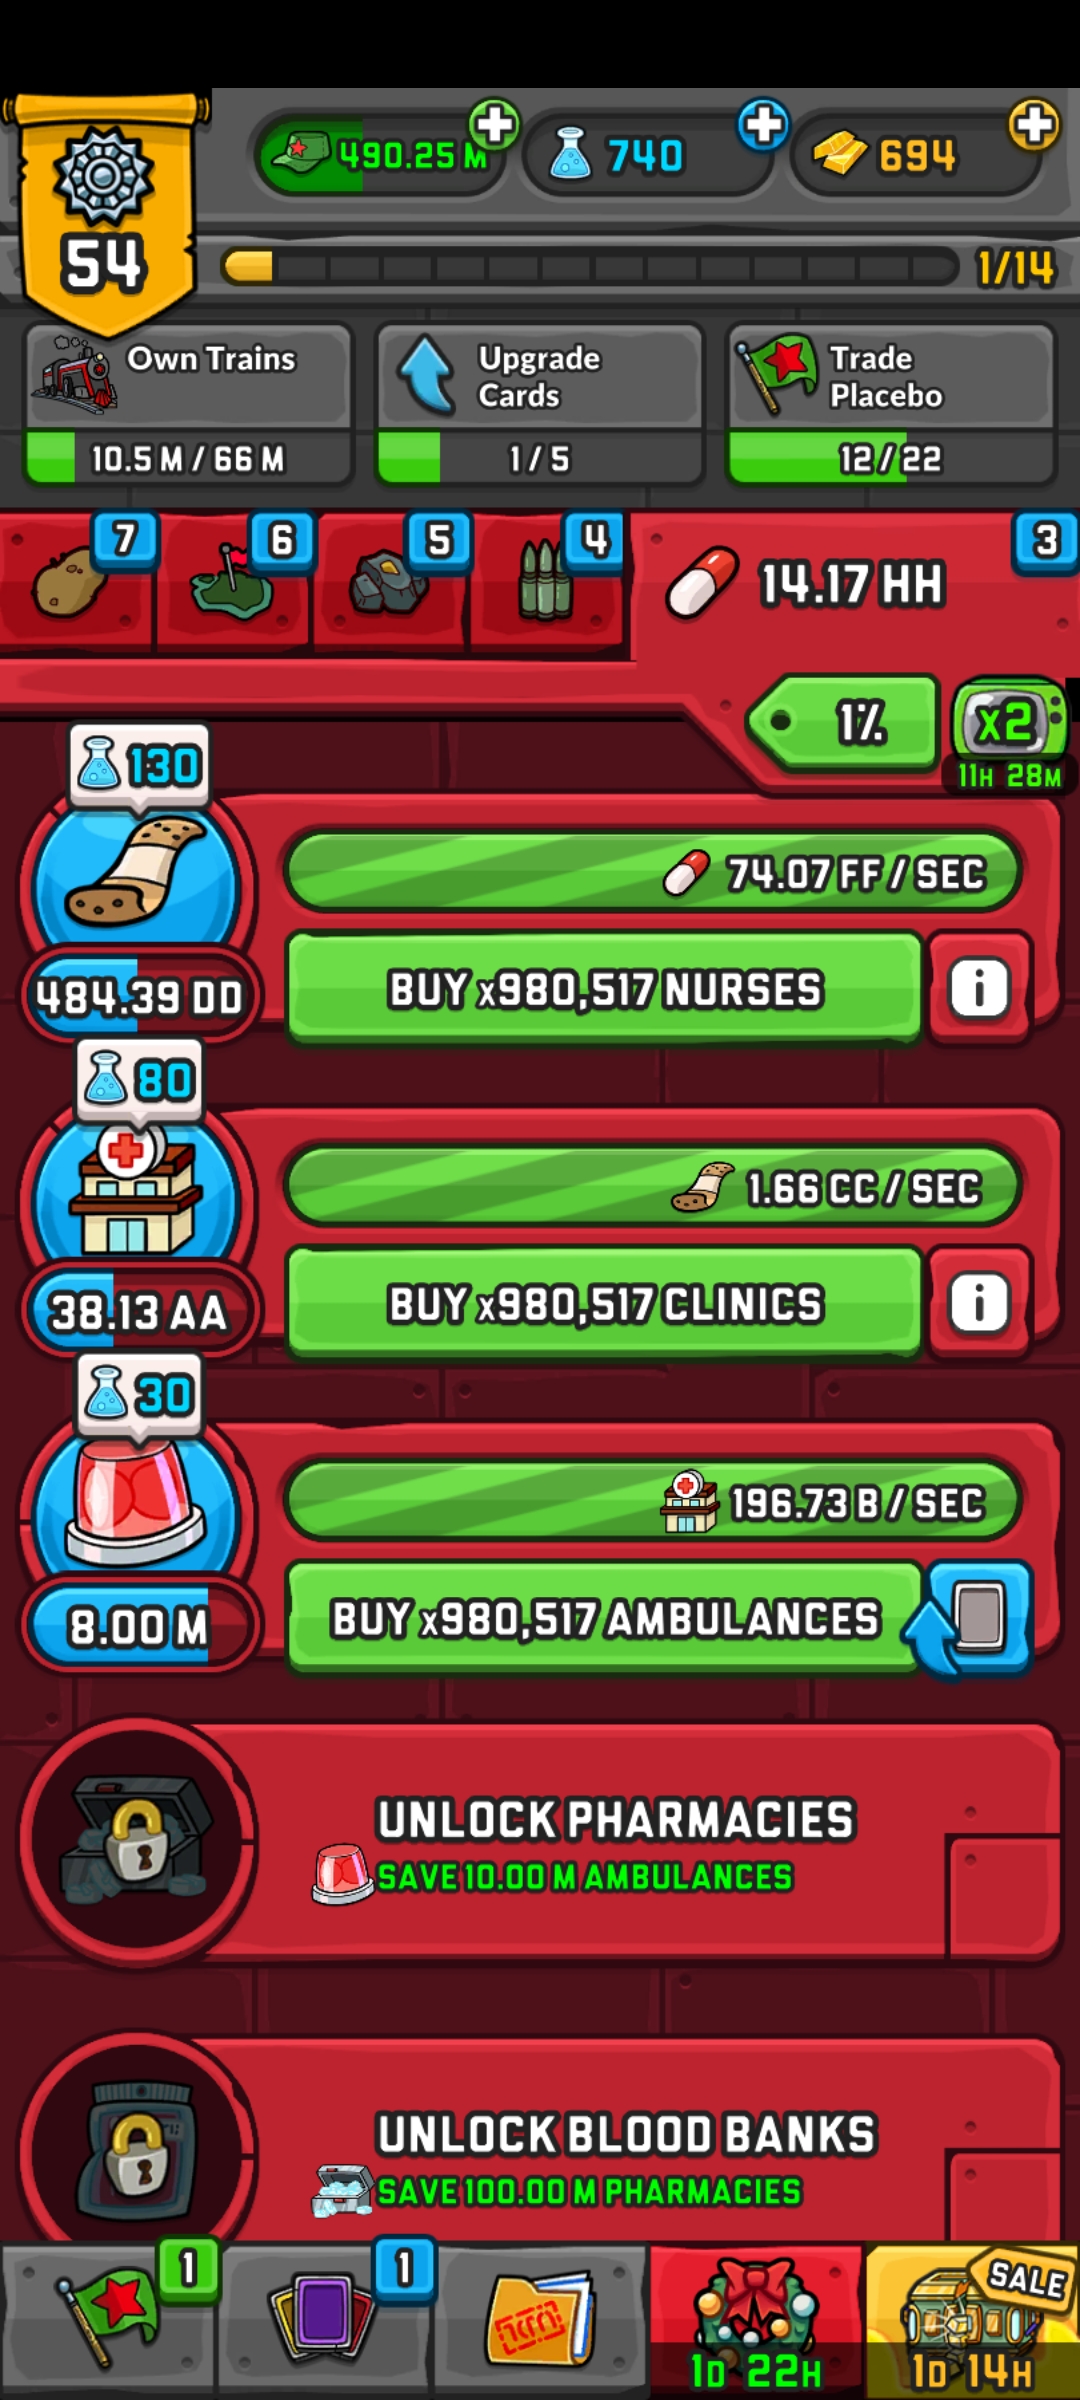 490.25 M
740
694
54
1/14
Own Trains
10.5 M / 66 M
Upgrade
Cards
1 / 5
Trade
Placebo
12 / 22
7
6
5
4
14.17 HH
3
1%
x2
11H 28M
130
74.07 FF / SEC
484.39 DD
BUY x980,517 NURSES
i
80
1.66 CC / SEC
38.13 AA
BUY x980,517 CLINICS
i
30
196.73 B / SEC
8.00 M
BUY x980,517 AMBULANCES
UNLOCK PHARMACIES
SAVE 10.00 M AMBULANCES
UNLOCK BLOOD BANKS
SAVE 100.00 M PHARMACIES
1
1
SALE
1D 22H
1D 14H